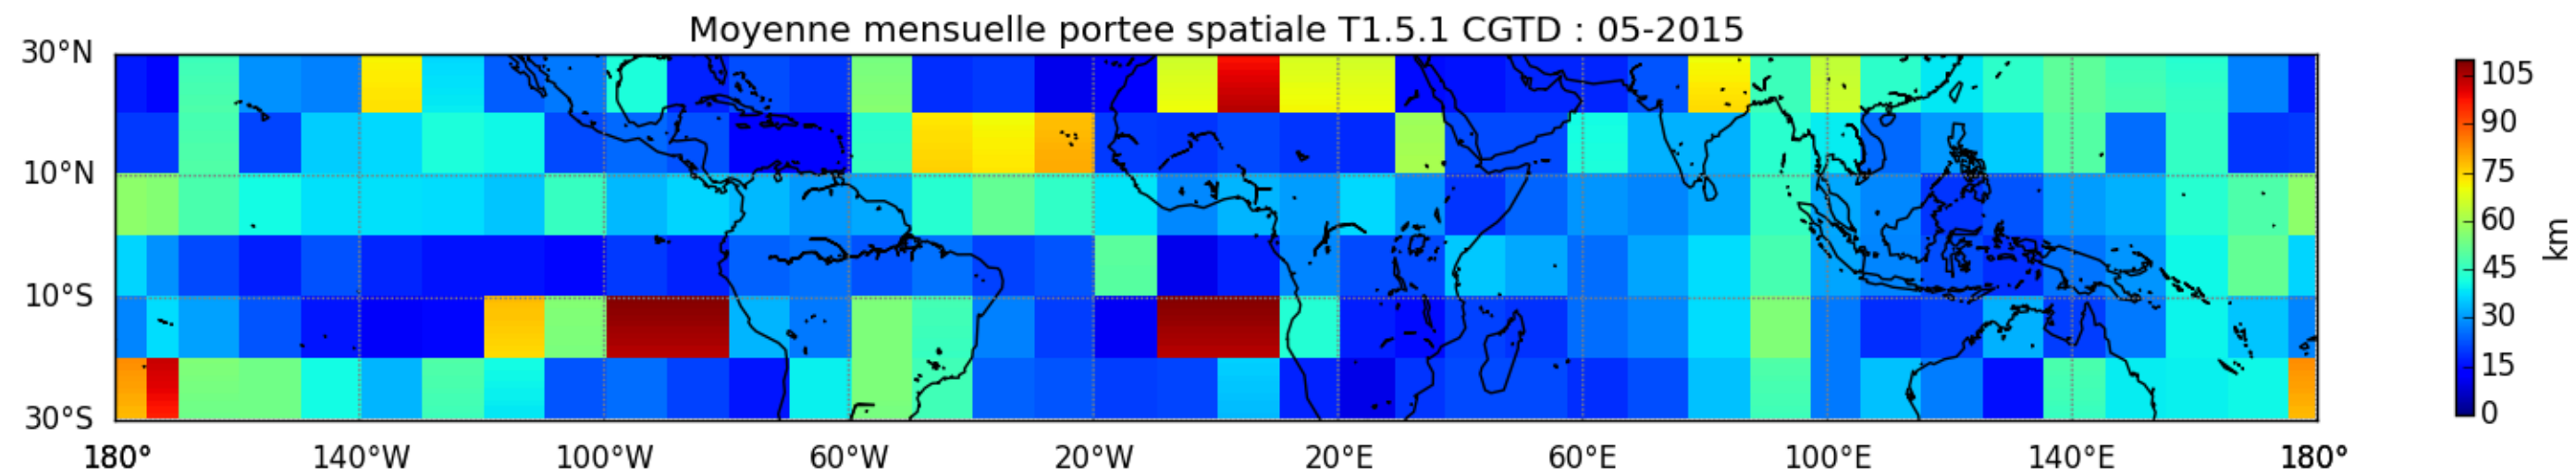 Moyenne mensuelle portee spatiale T1.5.1 CGTD : 05-2015
30°N
10°N
10°S
30°S
180° 140°W 100°W 60°W 20°W 20°E 60°E 100°E 140°E 180°
105
90
75
60
45
30
15
0
km